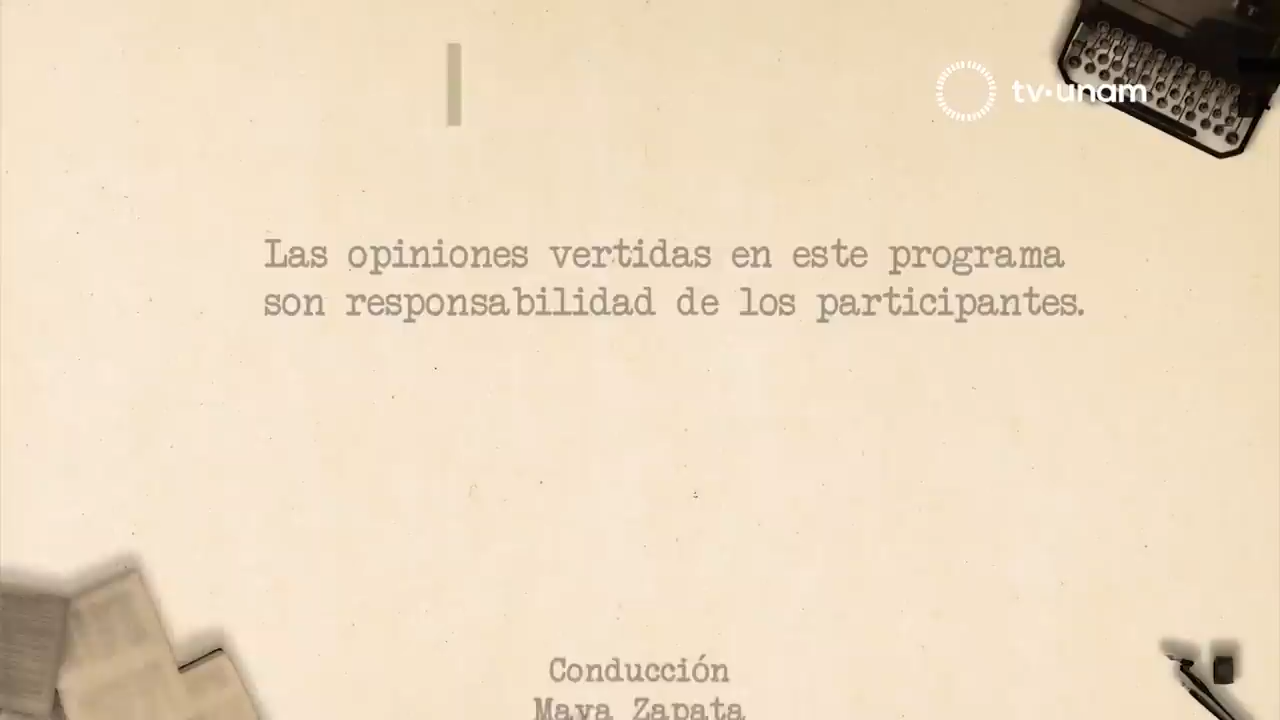 tv·unam
Las opiniones vertidas en este programa
son responsabilidad de los participantes.
Conducción
Maya Zapata